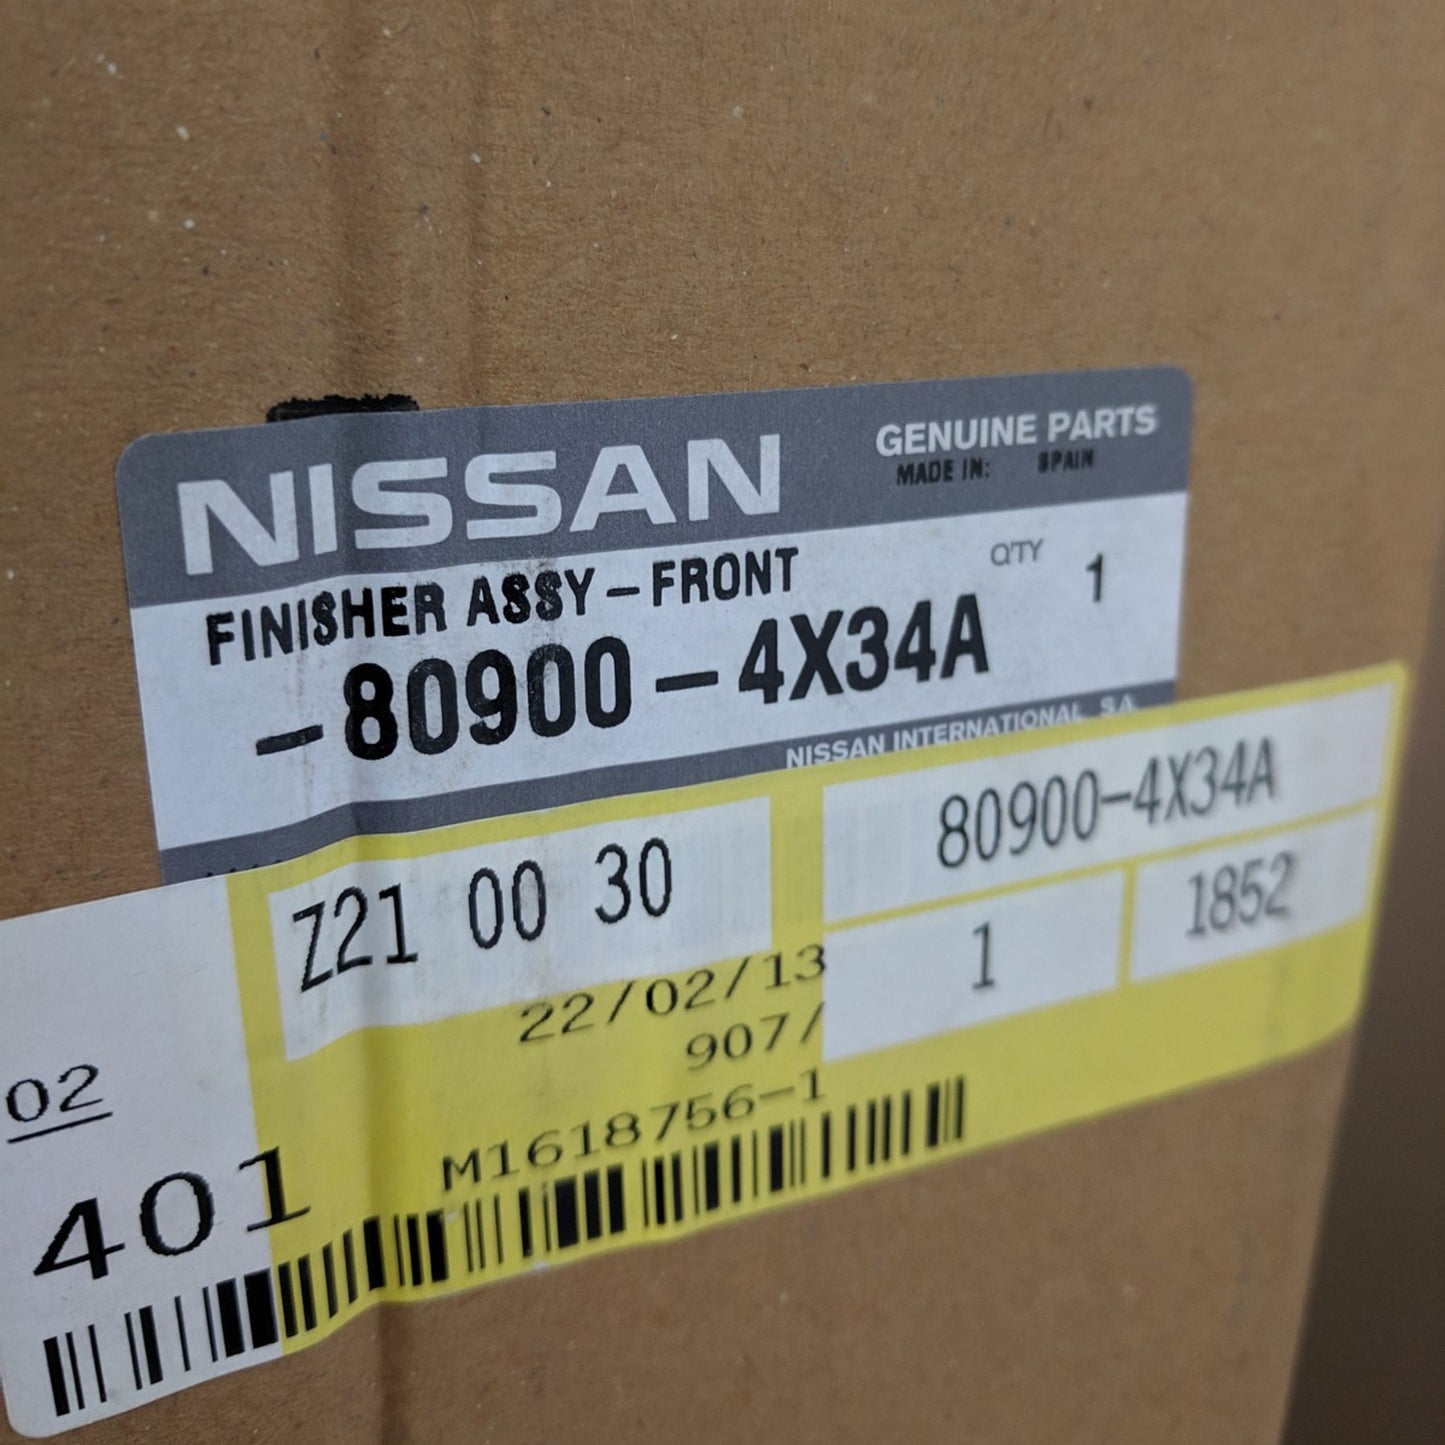 NISSAN
GENUINE PARTS
MADE IN: SPAIN
FINISHER ASSY-FRONT
Q'TY 1
-80900-4X34A
NISSAN INTERNATIONAL S.A.
80900-4X34A
Z21 00 30
1 1852
22/02/13
907/
02
M1618756-1
401